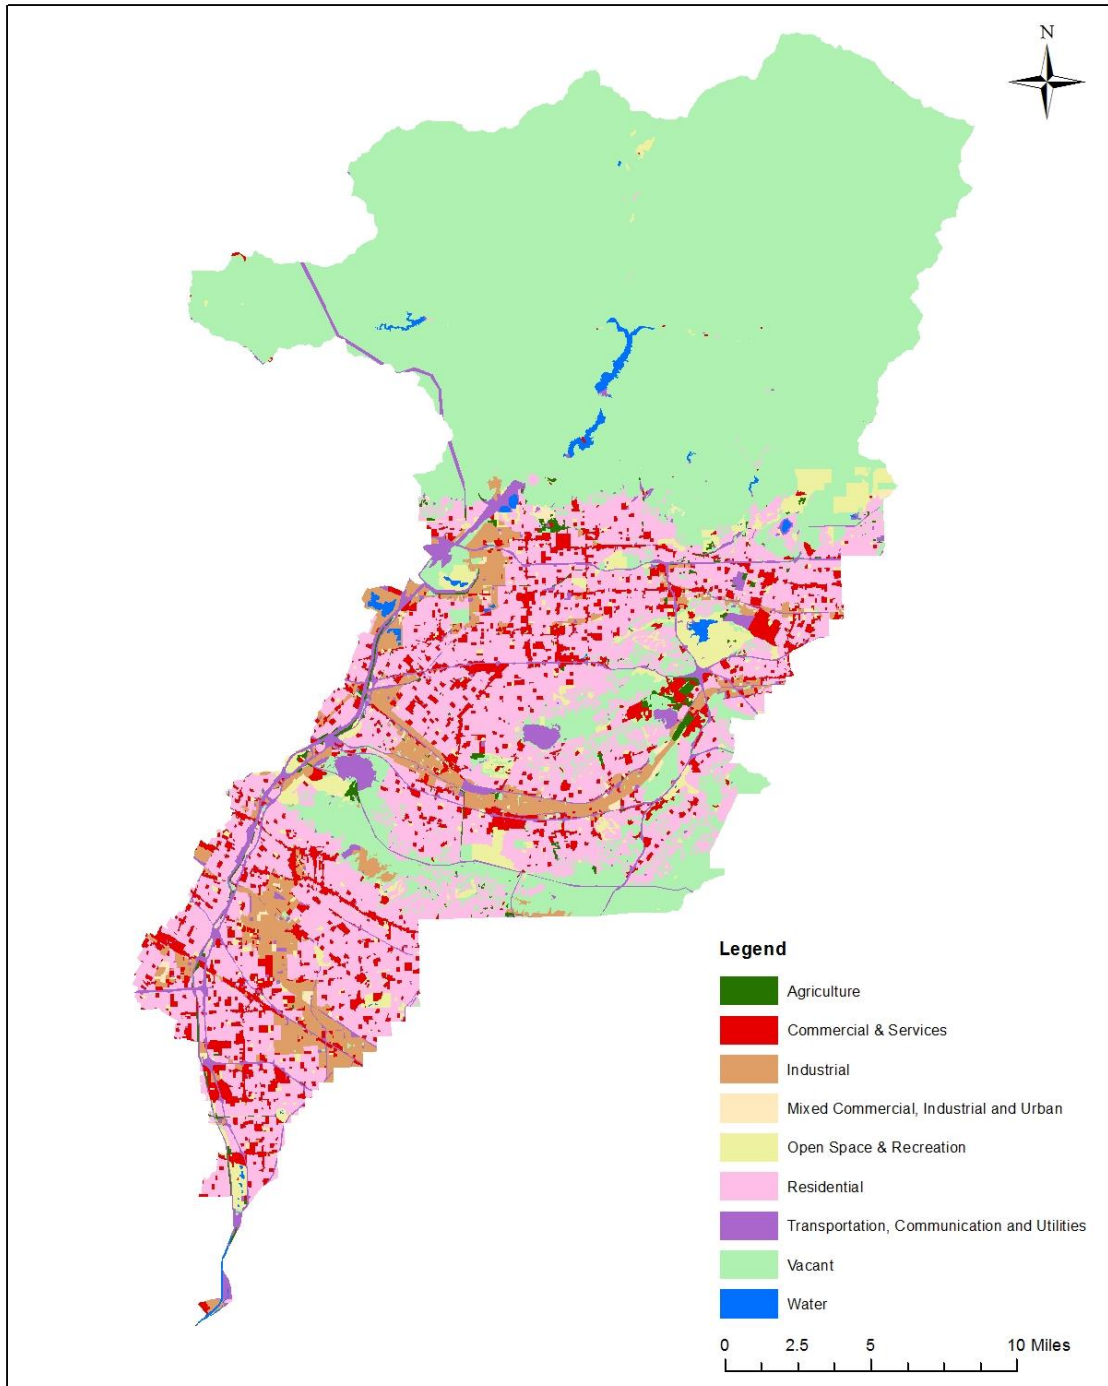 N
Legend
Agriculture
Commercial & Services
Industrial
Mixed Commercial, Industrial and Urban
Open Space & Recreation
Residential
Transportation, Communication and Utilities
Vacant
Water
0 2.5 5 10 Miles